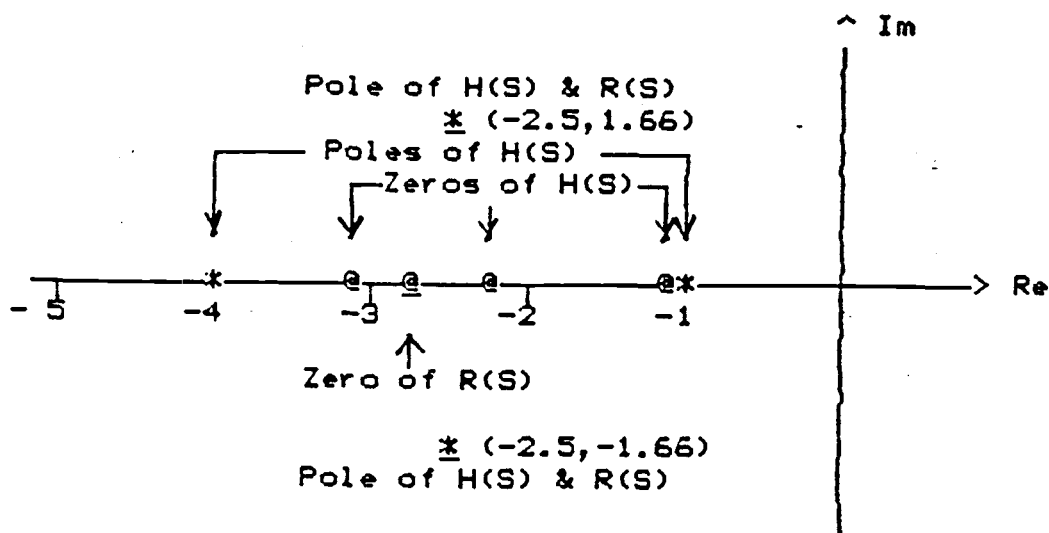 ^ Im
Pole of H(S) & R(S)
* (-2.5,1.66)
Poles of H(S)
Zeros of H(S)
* @ @ @ @*
> Re
-5 -4 -3 -2 -1
Zero of R(S)
* (-2.5,-1.66)
Pole of H(S) & R(S)